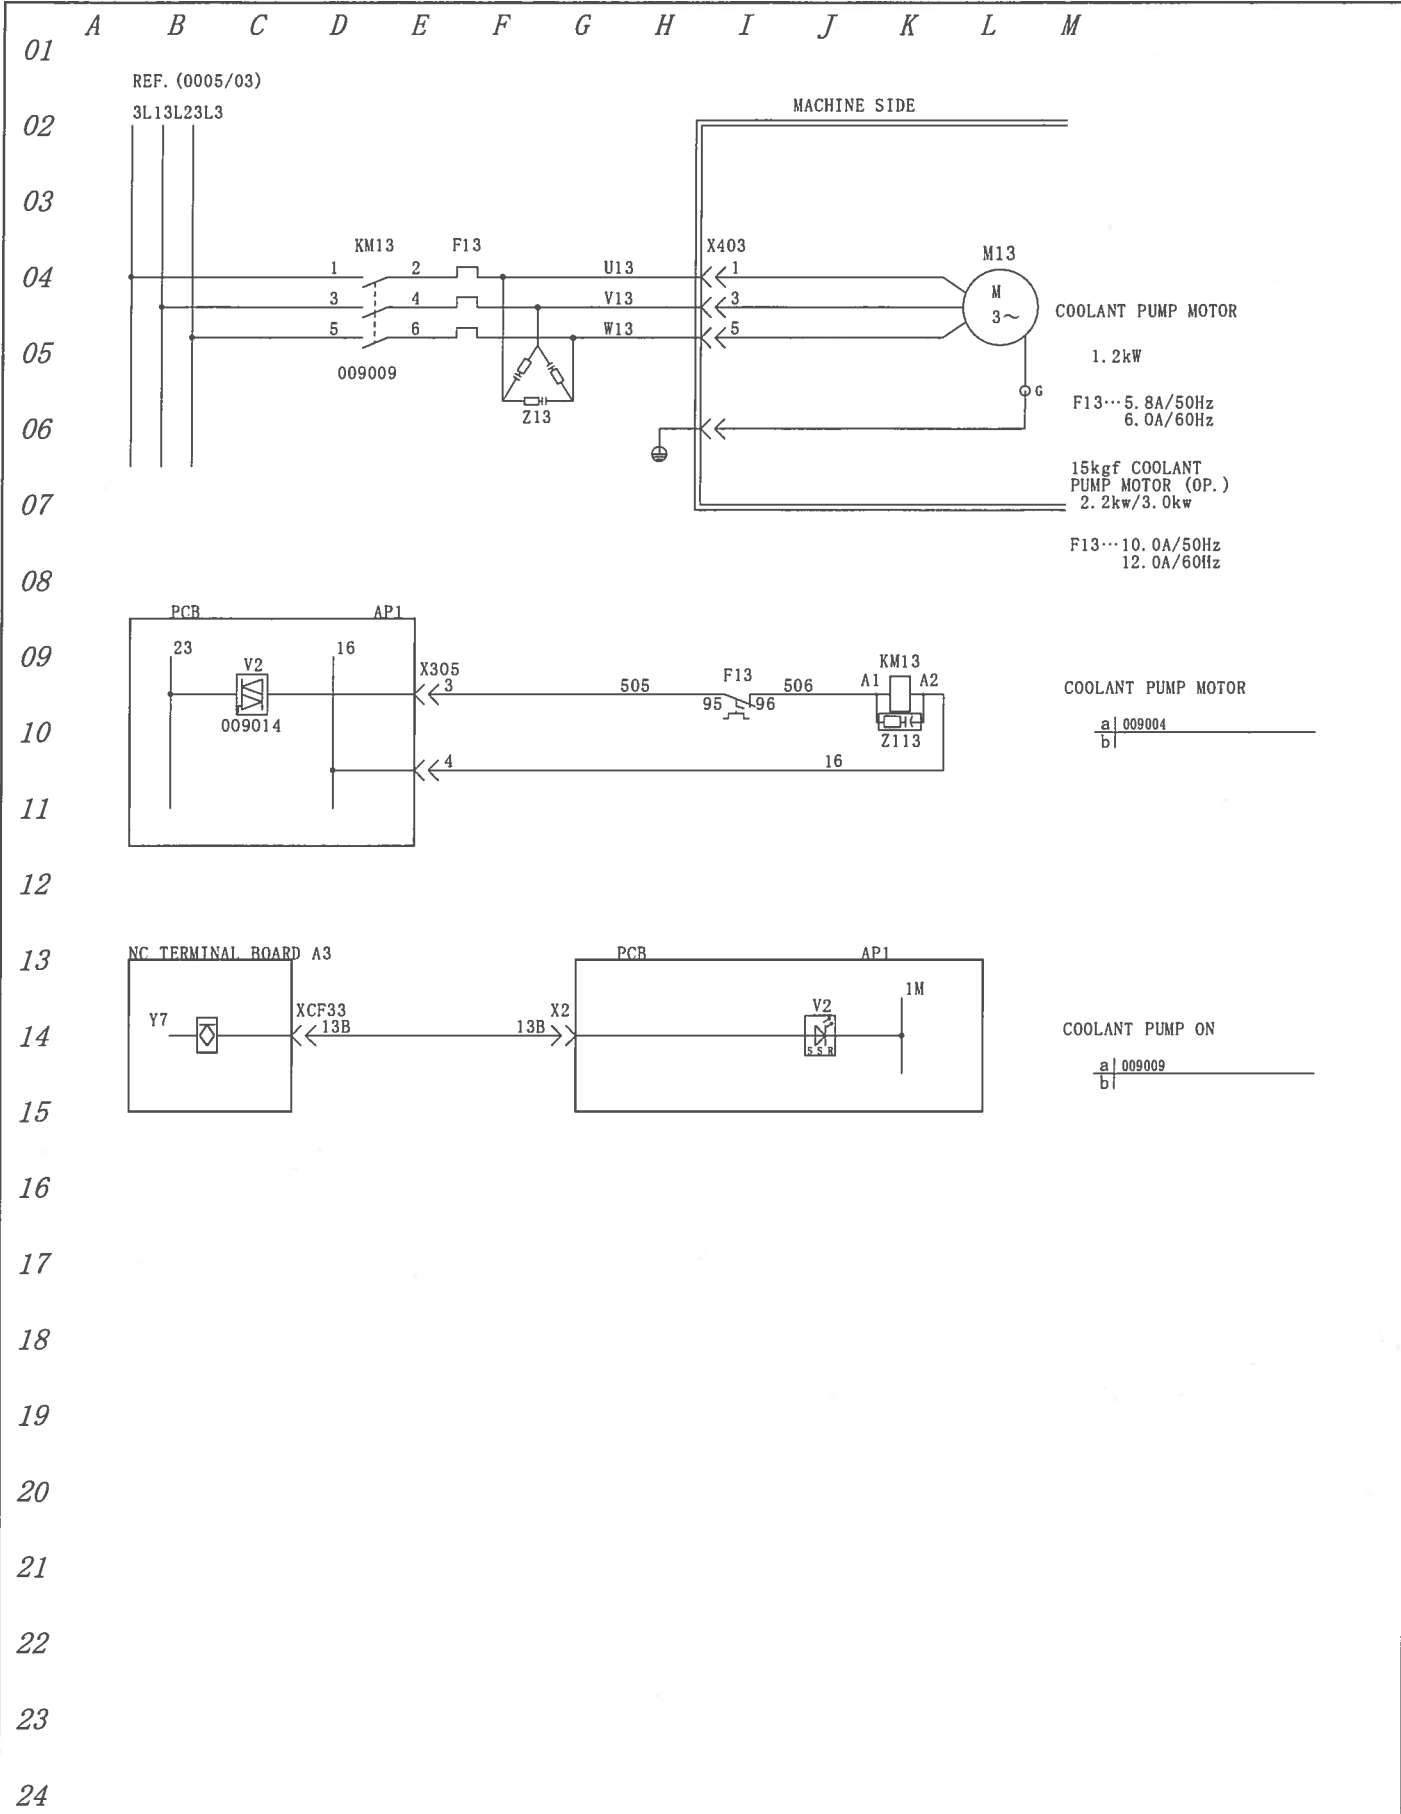 A B C D E F G H I J K L M
01
REF. (0005/03)
3L13L23L3
MACHINE SIDE
02
03
KM13 F13 X403 M13
04 1 2 U13 1
M
3 4 V13 3 3~ COOLANT PUMP MOTOR
5 6 W13 5
05 009009 1.2kW
Z13 G F13···5.8A/50Hz
06 6.0A/60Hz
15kgf COOLANT
PUMP MOTOR (OP.)
07 2.2kw/3.0kw
F13···10.0A/50Hz
12.0A/60Hz
08
PCB AP1
09 23 V2 16 X305 F13 KM13
3 505 95 96 506 A1 A2 COOLANT PUMP MOTOR
10 009014 Z113 a 009004
b
4 16
11
12
13 NC TERMINAL BOARD A3 PCB AP1
1M
Y7 XCF33 X2 V2
14 13B 13B SSR COOLANT PUMP ON
a 009009
b
15
16
17
18
19
20
21
22
23
24